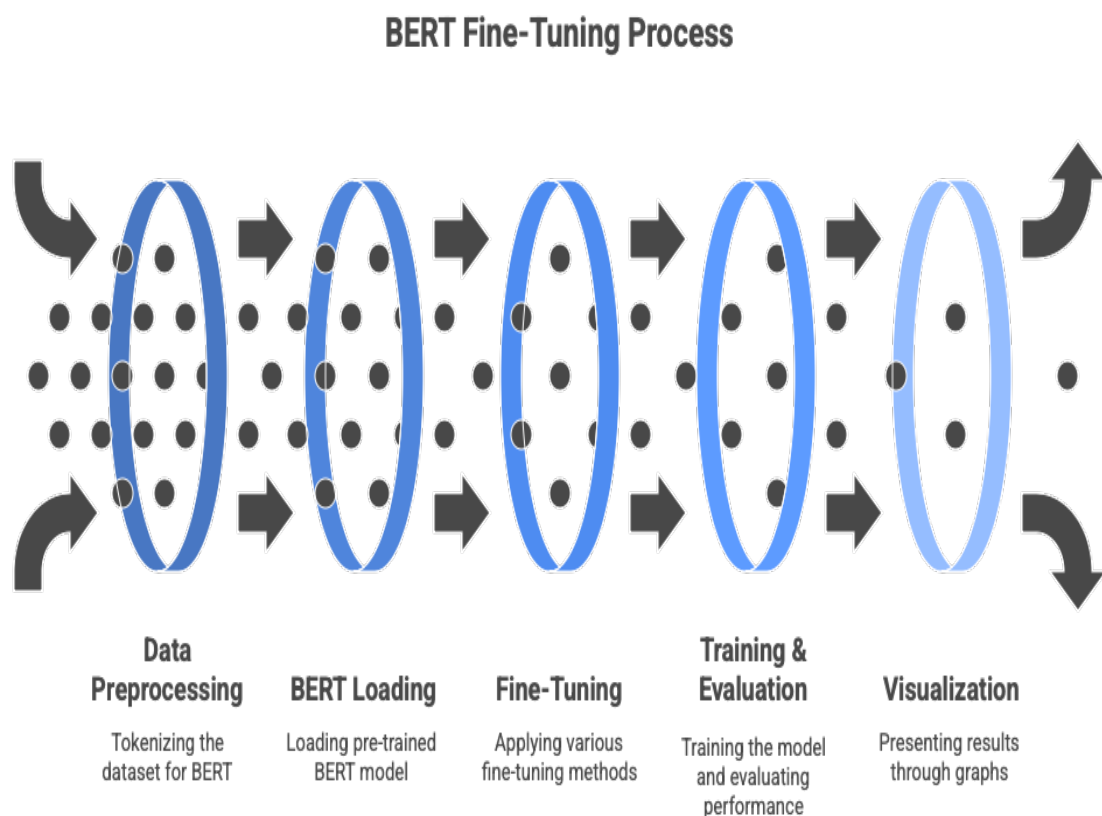 BERT Fine-Tuning Process
Data
Preprocessing
Tokenizing the
dataset for BERT
BERT Loading
Loading pre-trained
BERT model
Fine-Tuning
Applying various
fine-tuning methods
Training &
Evaluation
Training the model
and evaluating
performance
Visualization
Presenting results
through graphs